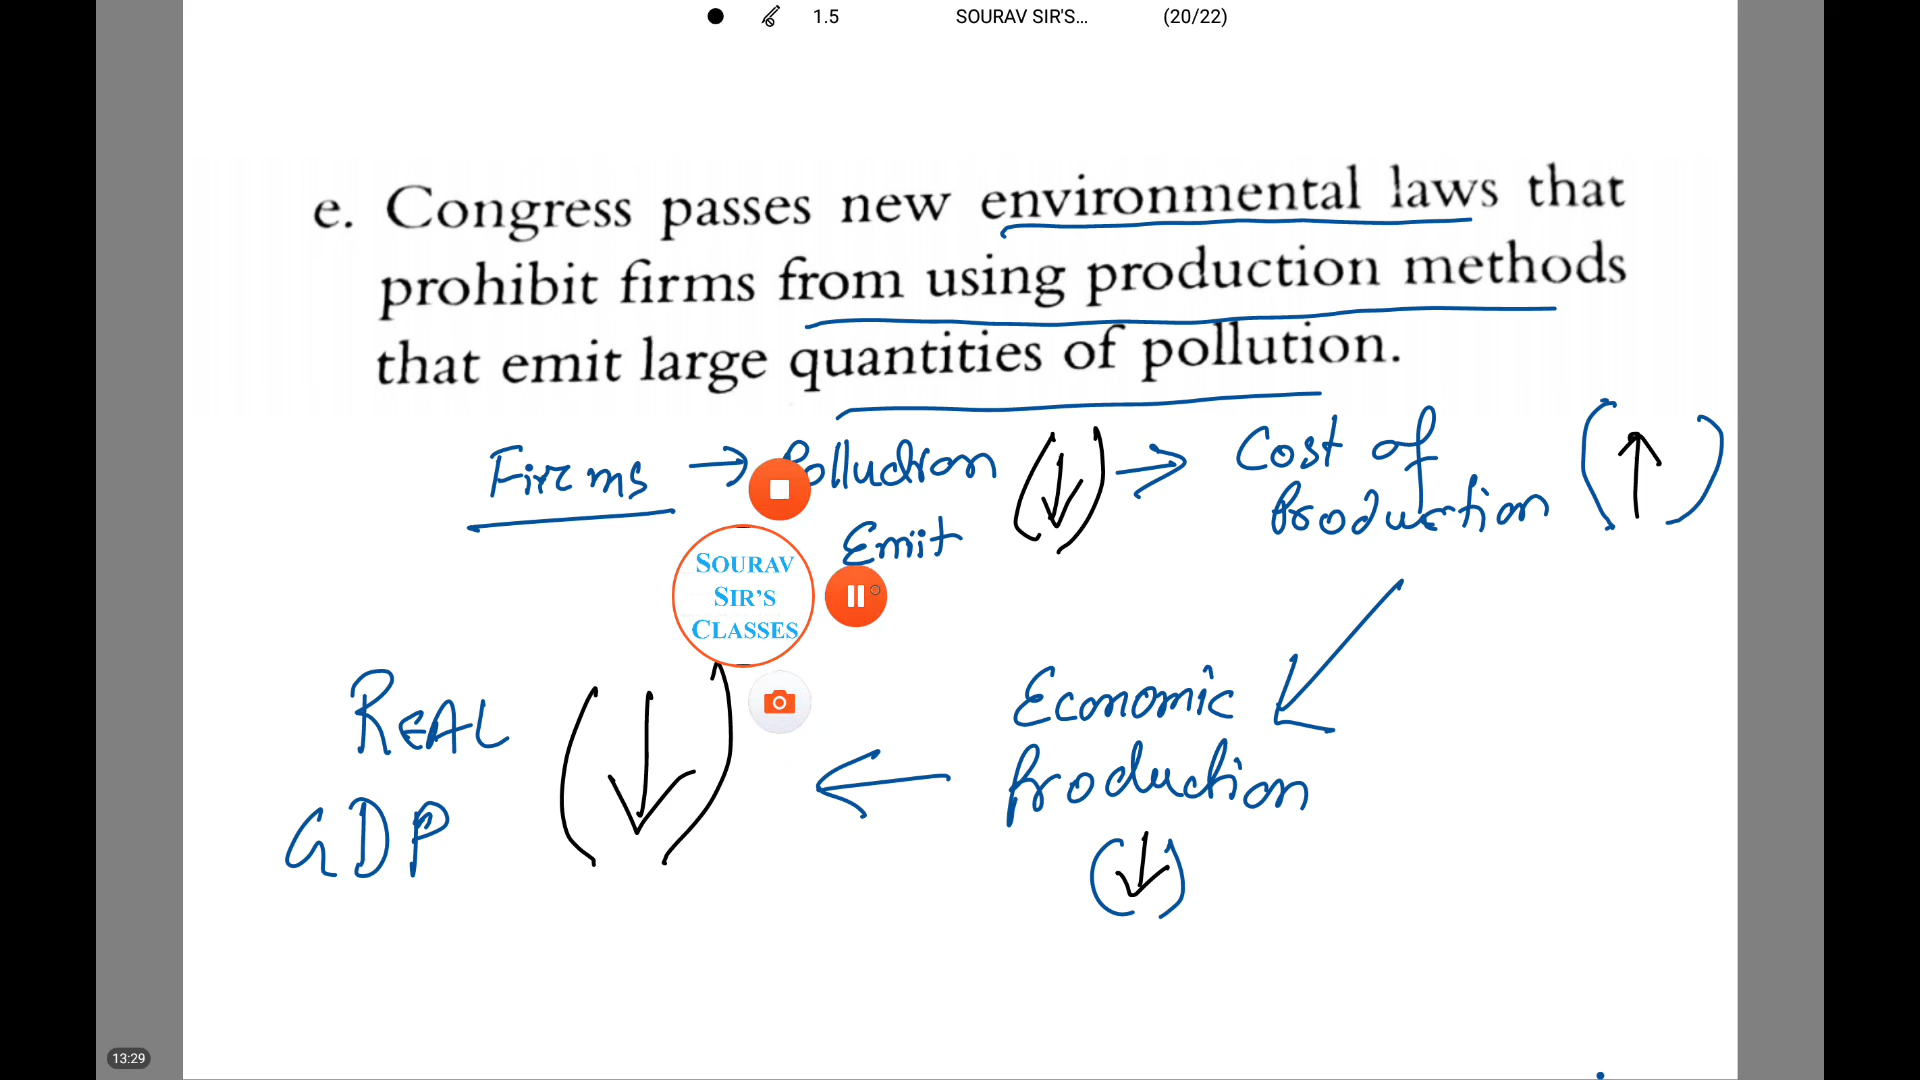 1.5 SOURAV SIR'S... (20/22)
e. Congress passes new environmental laws that
prohibit firms from using production methods
that emit large quantities of pollution.
Firms → Polludion (↓) → Cost of
Production (↑)
Emit
SOURAV
SIR'S
CLASSES
REAL
GDP (↓)
←
Economic
Production
(↓)
13:29